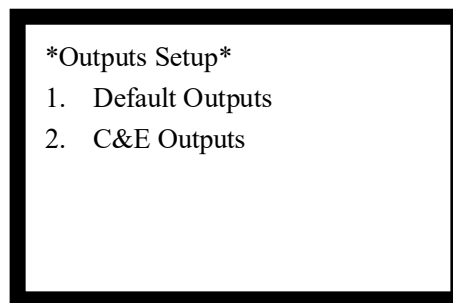 *Outputs Setup*
1. Default Outputs
2. C&E Outputs